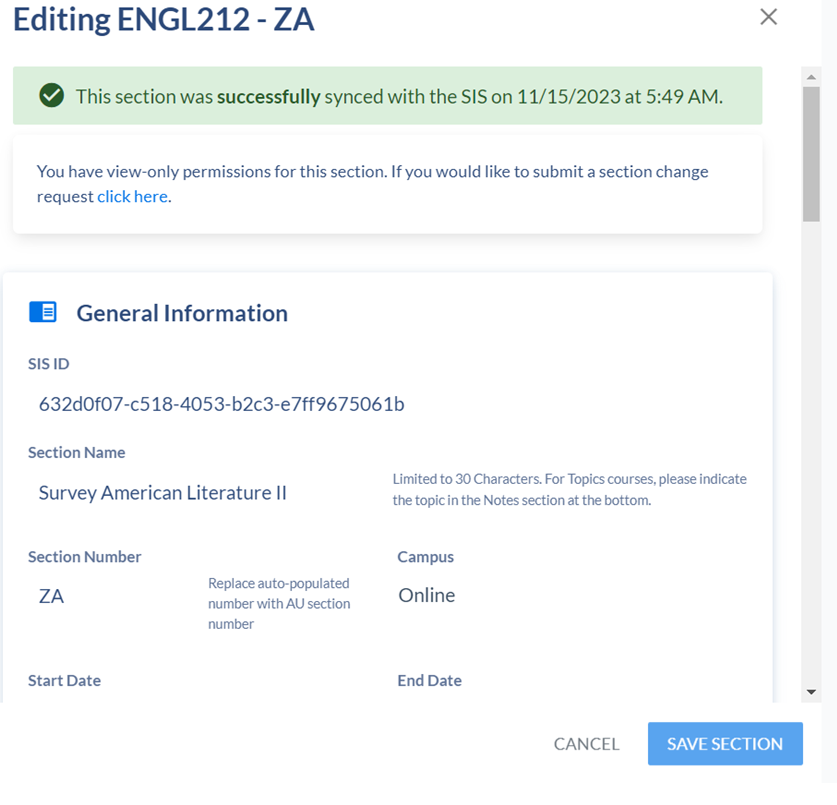 Editing ENGL212 - ZA
This section was successfully synced with the SIS on 11/15/2023 at 5:49 AM.
You have view-only permissions for this section. If you would like to submit a section change
request click here.
General Information
SIS ID
632d0f07-c518-4053-b2c3-e7ff9675061b
Section Name
Survey American Literature II
Limited to 30 Characters. For Topics courses, please indicate
the topic in the Notes section at the bottom.
Section Number
ZA
Replace auto-populated
number with AU section
number
Campus
Online
Start Date
End Date
CANCEL
SAVE SECTION